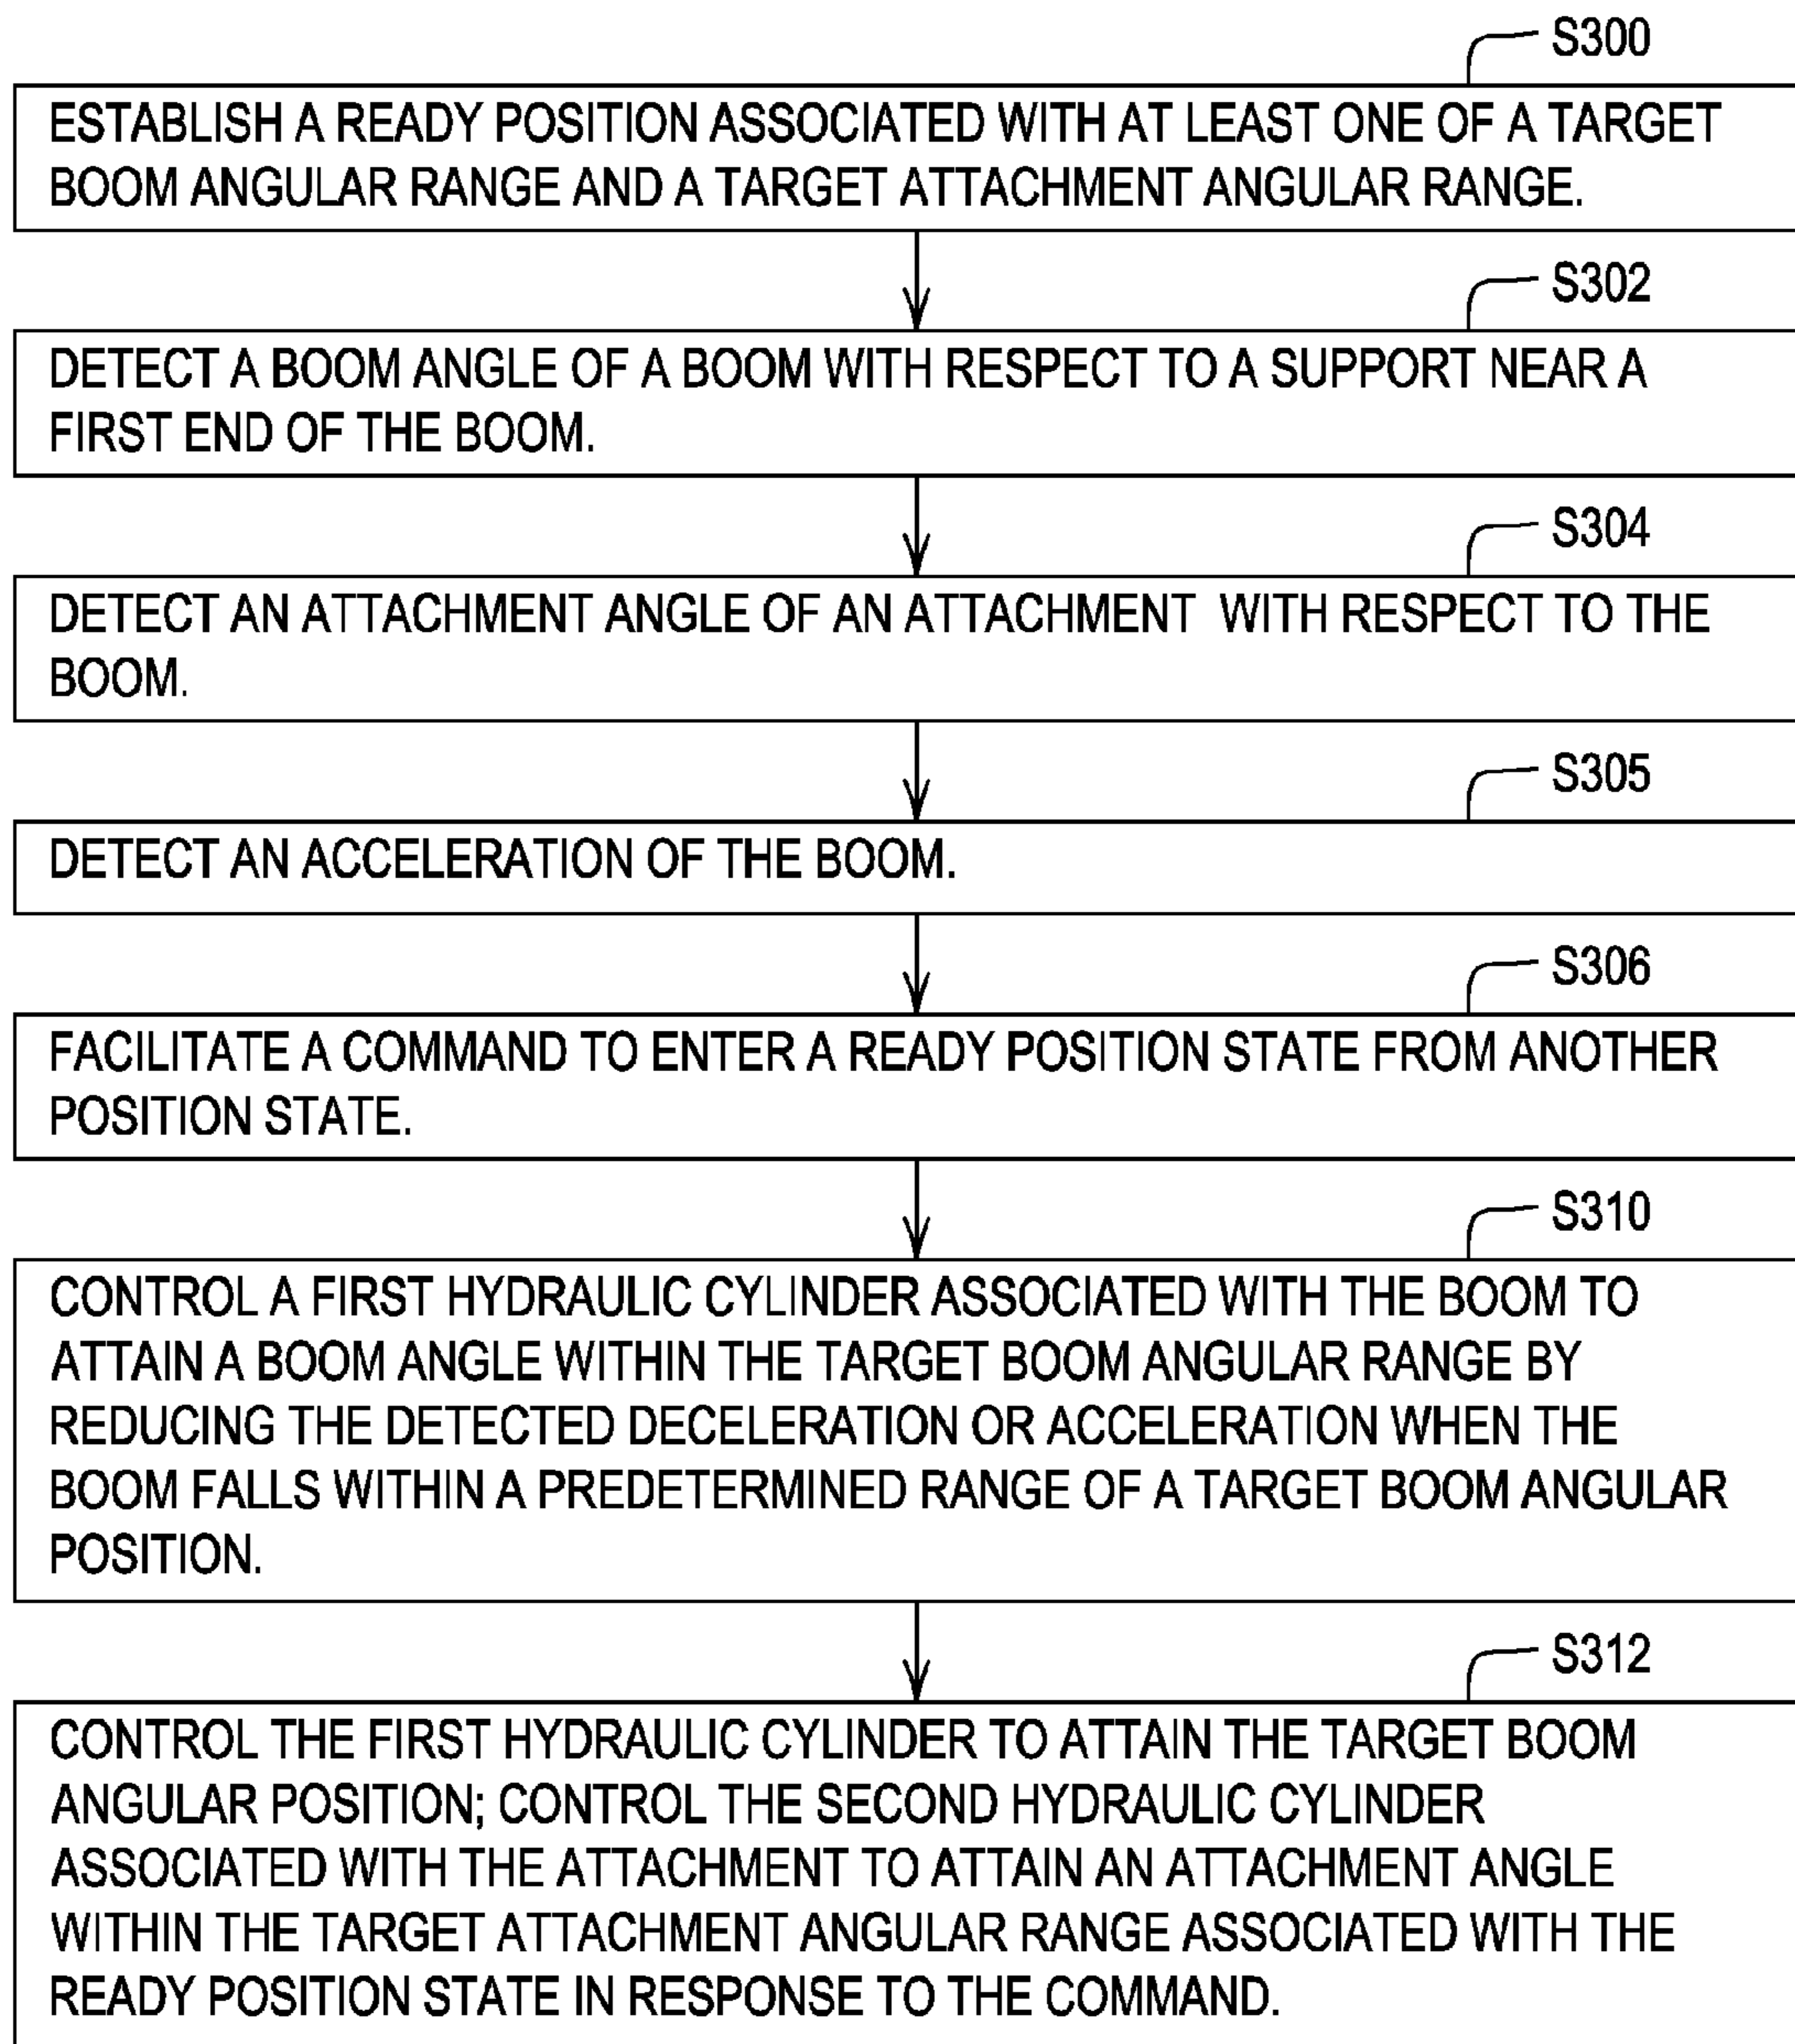 S300
ESTABLISH A READY POSITION ASSOCIATED WITH AT LEAST ONE OF A TARGET
BOOM ANGULAR RANGE AND A TARGET ATTACHMENT ANGULAR RANGE.
S302
DETECT A BOOM ANGLE OF A BOOM WITH RESPECT TO A SUPPORT NEAR A
FIRST END OF THE BOOM.
S304
DETECT AN ATTACHMENT ANGLE OF AN ATTACHMENT WITH RESPECT TO THE
BOOM.
S305
DETECT AN ACCELERATION OF THE BOOM.
S306
FACILITATE A COMMAND TO ENTER A READY POSITION STATE FROM ANOTHER
POSITION STATE.
S310
CONTROL A FIRST HYDRAULIC CYLINDER ASSOCIATED WITH THE BOOM TO
ATTAIN A BOOM ANGLE WITHIN THE TARGET BOOM ANGULAR RANGE BY
REDUCING THE DETECTED DECELERATION OR ACCELERATION WHEN THE
BOOM FALLS WITHIN A PREDETERMINED RANGE OF A TARGET BOOM ANGULAR
POSITION.
S312
CONTROL THE FIRST HYDRAULIC CYLINDER TO ATTAIN THE TARGET BOOM
ANGULAR POSITION; CONTROL THE SECOND HYDRAULIC CYLINDER
ASSOCIATED WITH THE ATTACHMENT TO ATTAIN AN ATTACHMENT ANGLE
WITHIN THE TARGET ATTACHMENT ANGULAR RANGE ASSOCIATED WITH THE
READY POSITION STATE IN RESPONSE TO THE COMMAND.